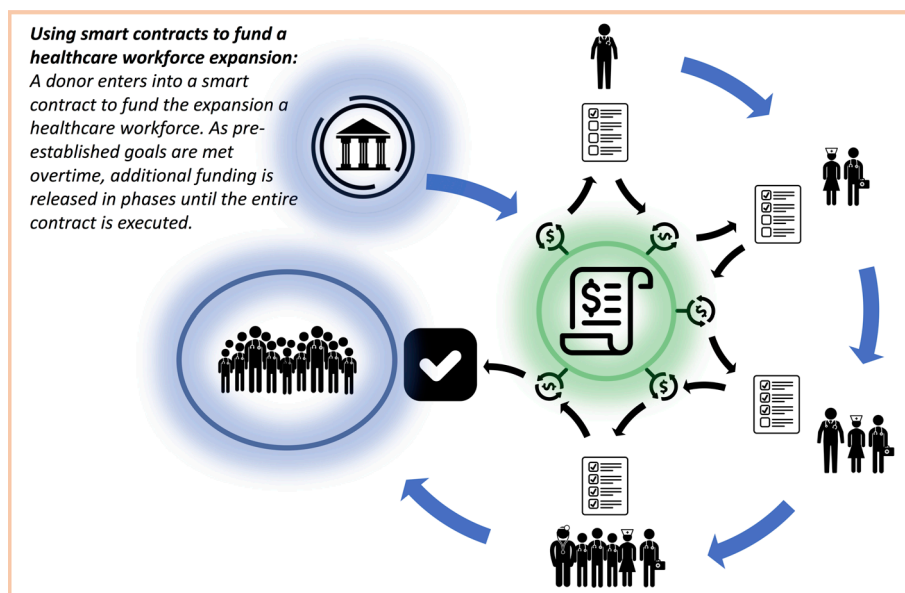 Using smart contracts to fund a
healthcare workforce expansion:
A donor enters into a smart
contract to fund the expansion a
healthcare workforce. As pre-
established goals are met
overtime, additional funding is
released in phases until the entire
contract is executed.
$
$
$
$
$
$